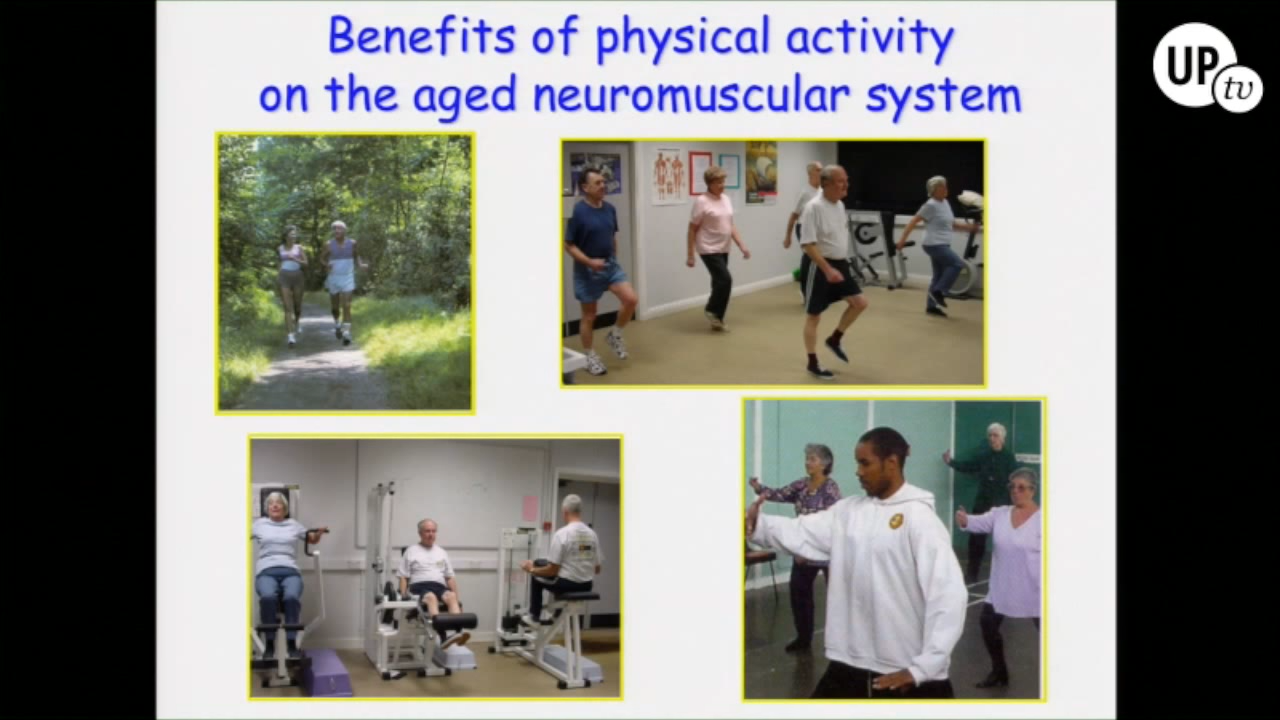 Benefits of physical activity
on the aged neuromuscular system
UP
tv